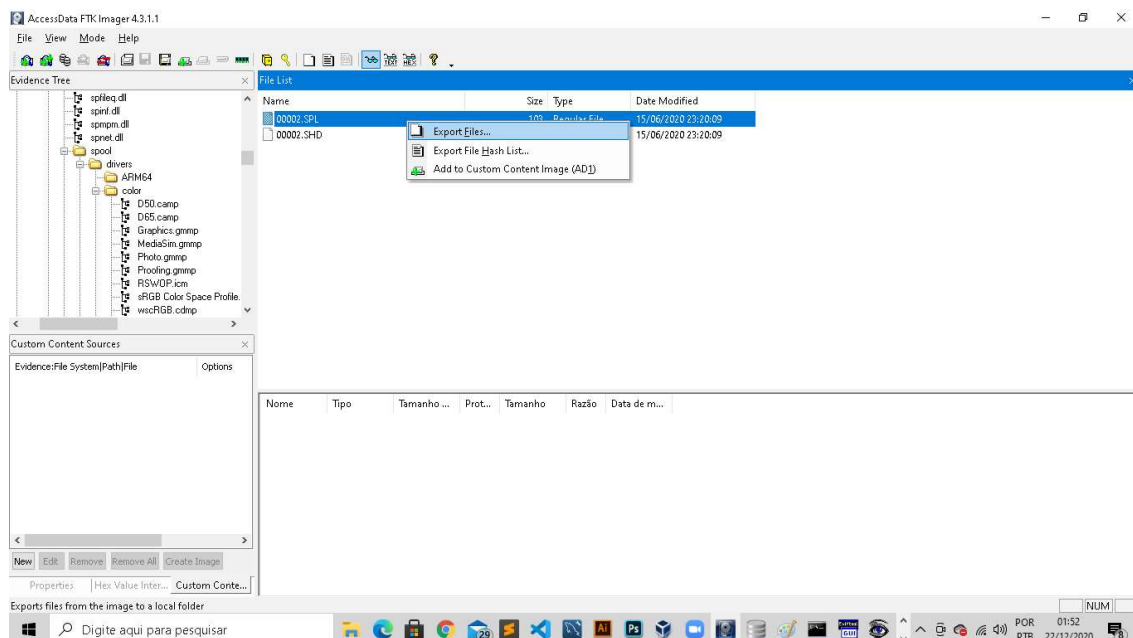 AccessData FTK Imager 4.3.1.1
File View Mode Help
Evidence Tree
spfileq.dll
spinf.dll
spmpm.dll
spnet.dll
spool
drivers
ARM64
color
D50.camp
D65.camp
Graphics.gmmp
MediaSim.gmmp
Photo.gmmp
Proofing.gmmp
RSWOP.icm
sRGB Color Space Profile.
wscRGB.cdmp
Custom Content Sources
Evidence:File System|Path|File Options
New Edit Remove Remove All Create Image
Properties Hex Value Inter... Custom Conte...
File List
Name Size Type Date Modified
00002.SPL 103 Regular File 15/06/2020 23:20:09
00002.SHD 15/06/2020 23:20:09
Export Files...
Export File Hash List...
Add to Custom Content Image (AD1)
Nome Tipo Tamanho ... Prot... Tamanho Razão Data de m...
Exports files from the image to a local folder
NUM
Digite aqui para pesquisar
29
Ai
Ps
POR
PTB
01:52
22/12/2020